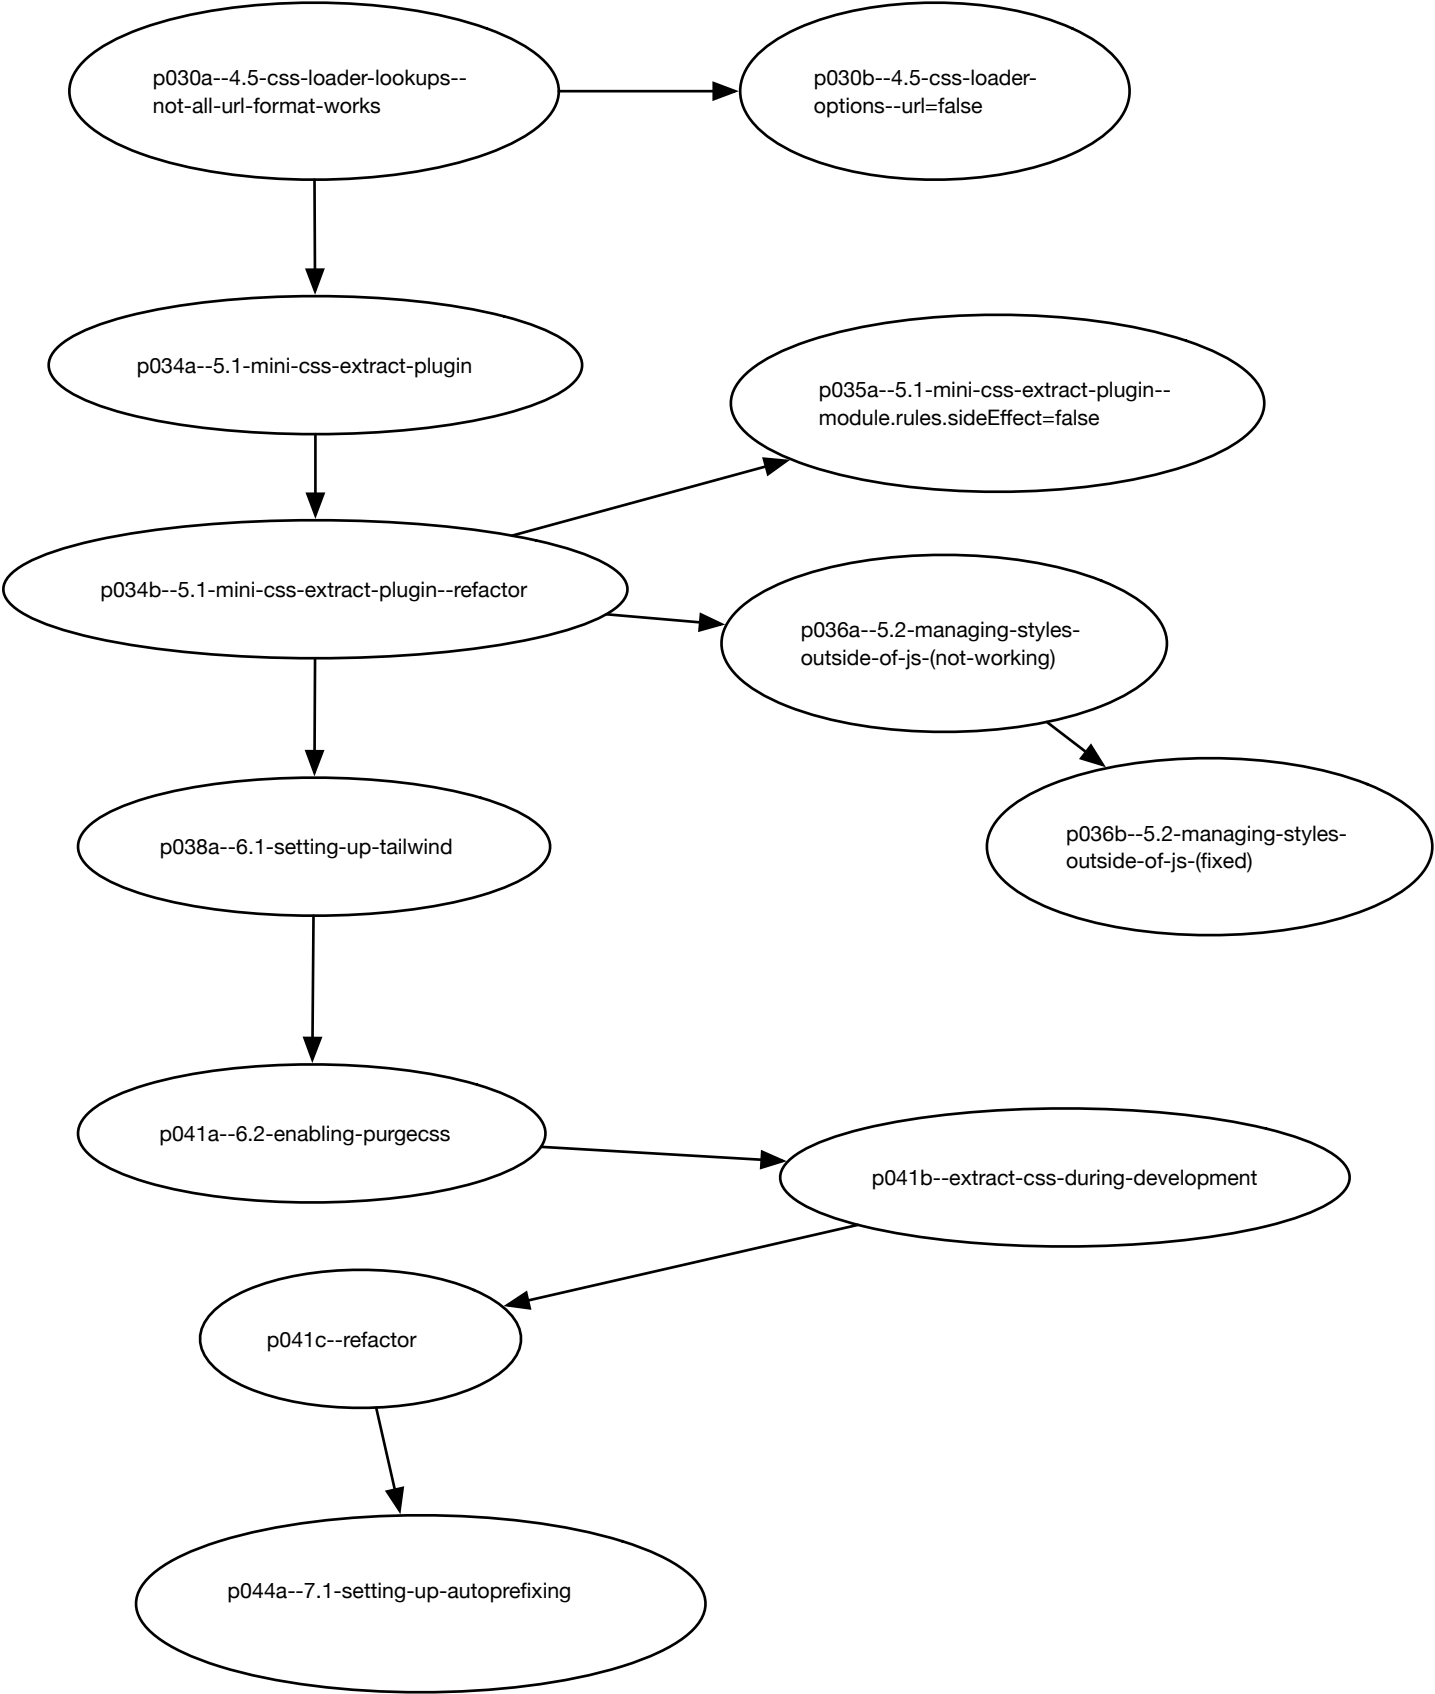 p030a--4.5-css-loader-lookups--
not-all-url-format-works
p030b--4.5-css-loader-
options--url=false
p034a--5.1-mini-css-extract-plugin
p035a--5.1-mini-css-extract-plugin--
module.rules.sideEffect=false
p034b--5.1-mini-css-extract-plugin--refactor
p036a--5.2-managing-styles-
outside-of-js-(not-working)
p038a--6.1-setting-up-tailwind
p036b--5.2-managing-styles-
outside-of-js-(fixed)
p041a--6.2-enabling-purgecss
p041b--extract-css-during-development
p041c--refactor
p044a--7.1-setting-up-autoprefixing